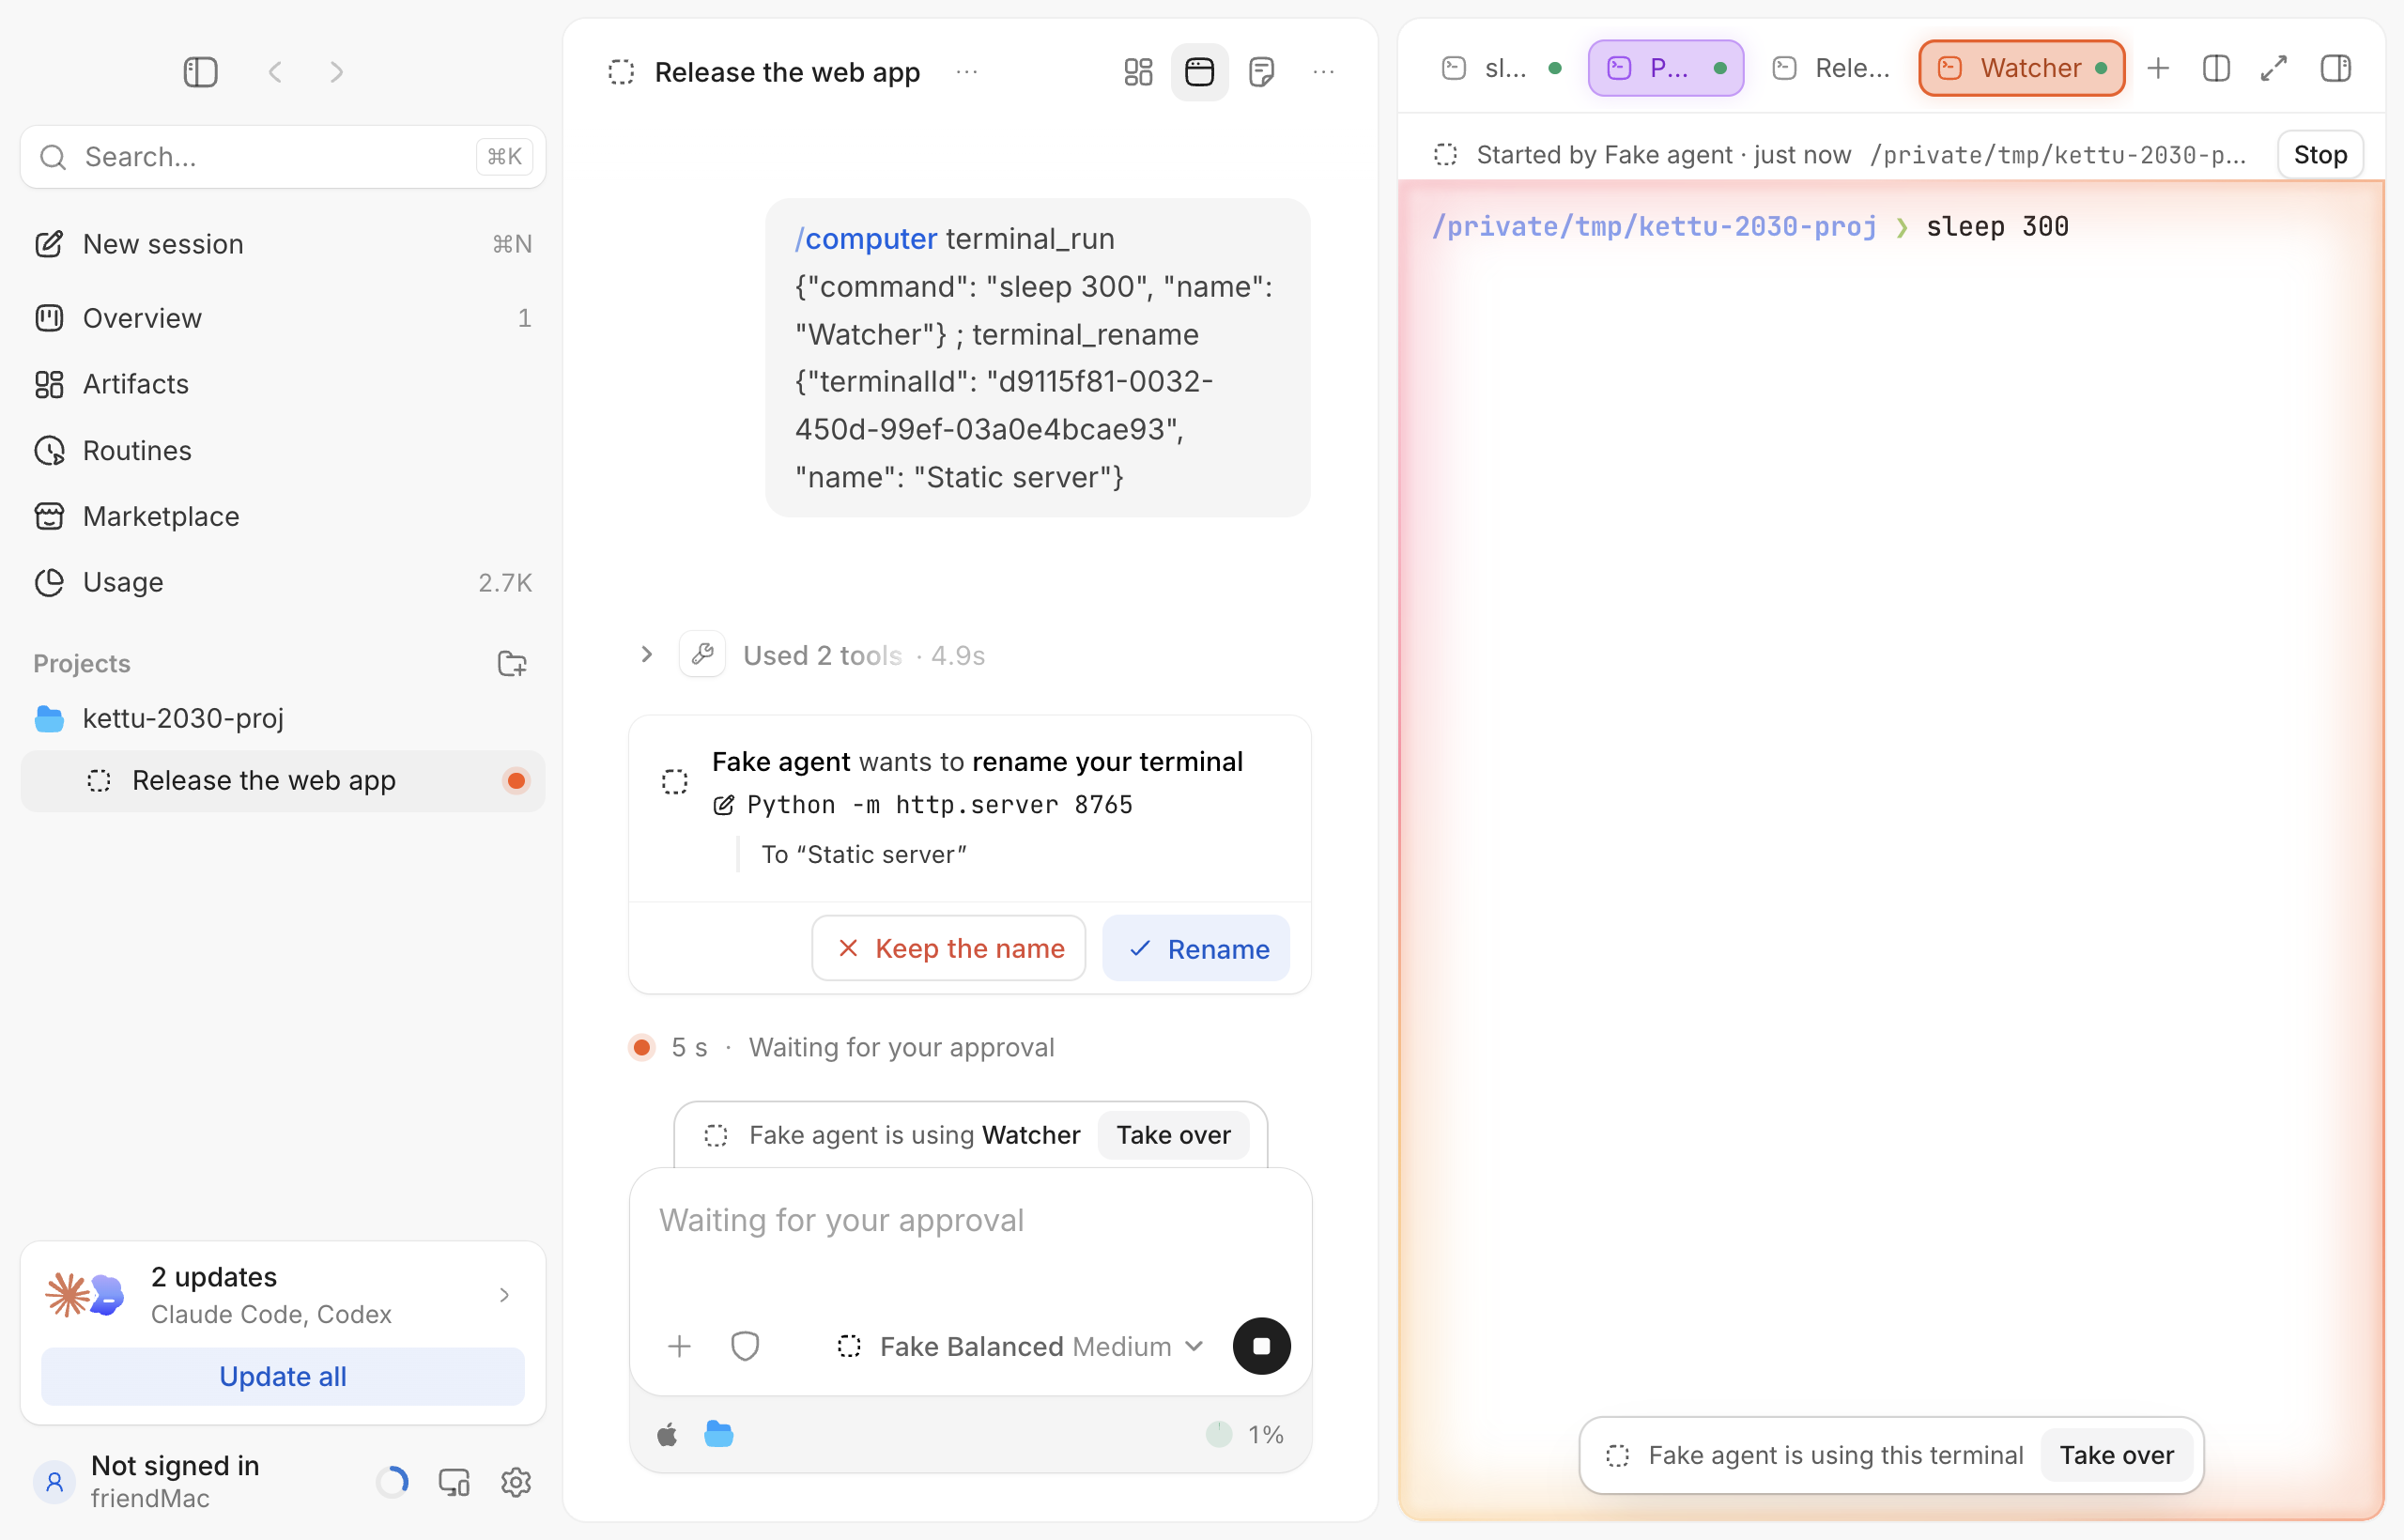 Search...
⌘K
New session
⌘N
Overview
1
Artifacts
Routines
Marketplace
Usage
2.7K
Projects
kettu-2030-proj
Release the web app
2 updates
Claude Code, Codex
Update all
Not signed in
friendMac
Release the web app
/computer terminal_run
{"command": "sleep 300", "name":
"Watcher"} ; terminal_rename
{"terminalId": "d9115f81-0032-
450d-99ef-03a0e4bcae93",
"name": "Static server"}
Used 2 tools · 4.9s
Fake agent wants to rename your terminal
Python -m http.server 8765
To “Static server”
Keep the name
Rename
5 s · Waiting for your approval
Fake agent is using Watcher
Take over
Waiting for your approval
Fake Balanced Medium
1%
sl...
P...
Rele...
Watcher
Started by Fake agent · just now /private/tmp/kettu-2030-p...
Stop
/private/tmp/kettu-2030-proj ❯ sleep 300
Fake agent is using this terminal
Take over